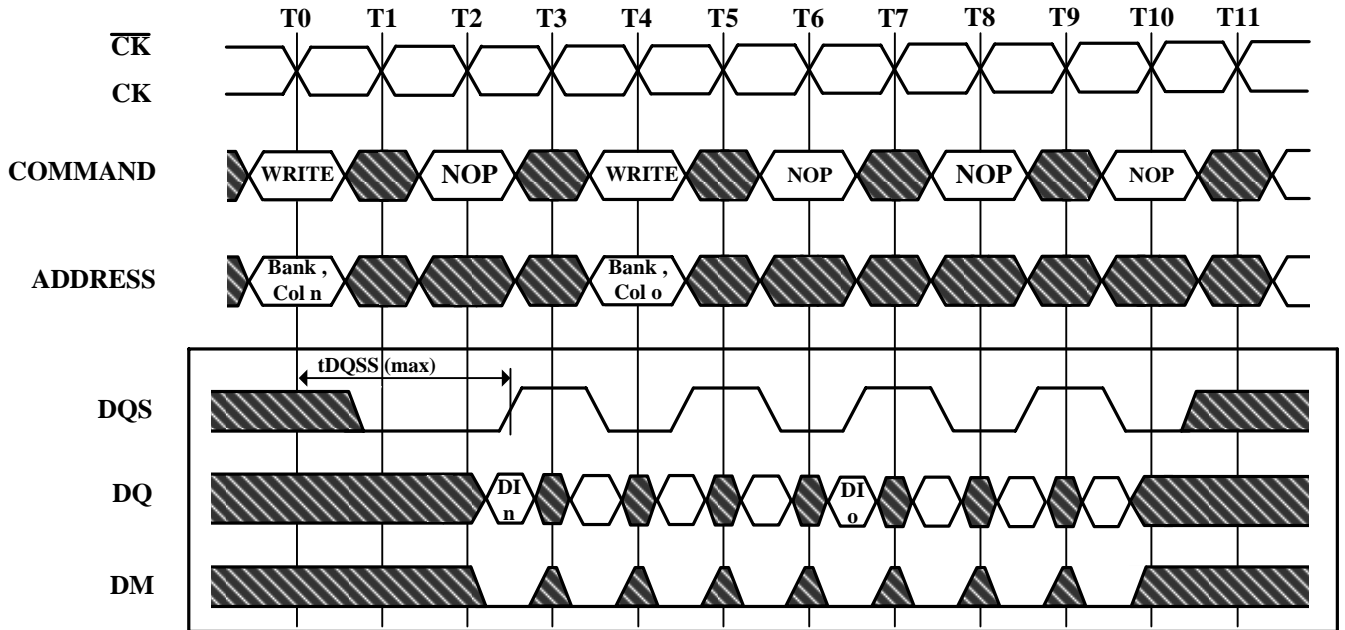 T0 T1 T2 T3 T4 T5 T6 T7 T8 T9 T10 T11
CK
CK
COMMAND WRITE NOP WRITE NOP NOP NOP
ADDRESS Bank , Bank ,
Col n Col o
tDQSS (max)
DQS
DQ DI DI
n o
DM